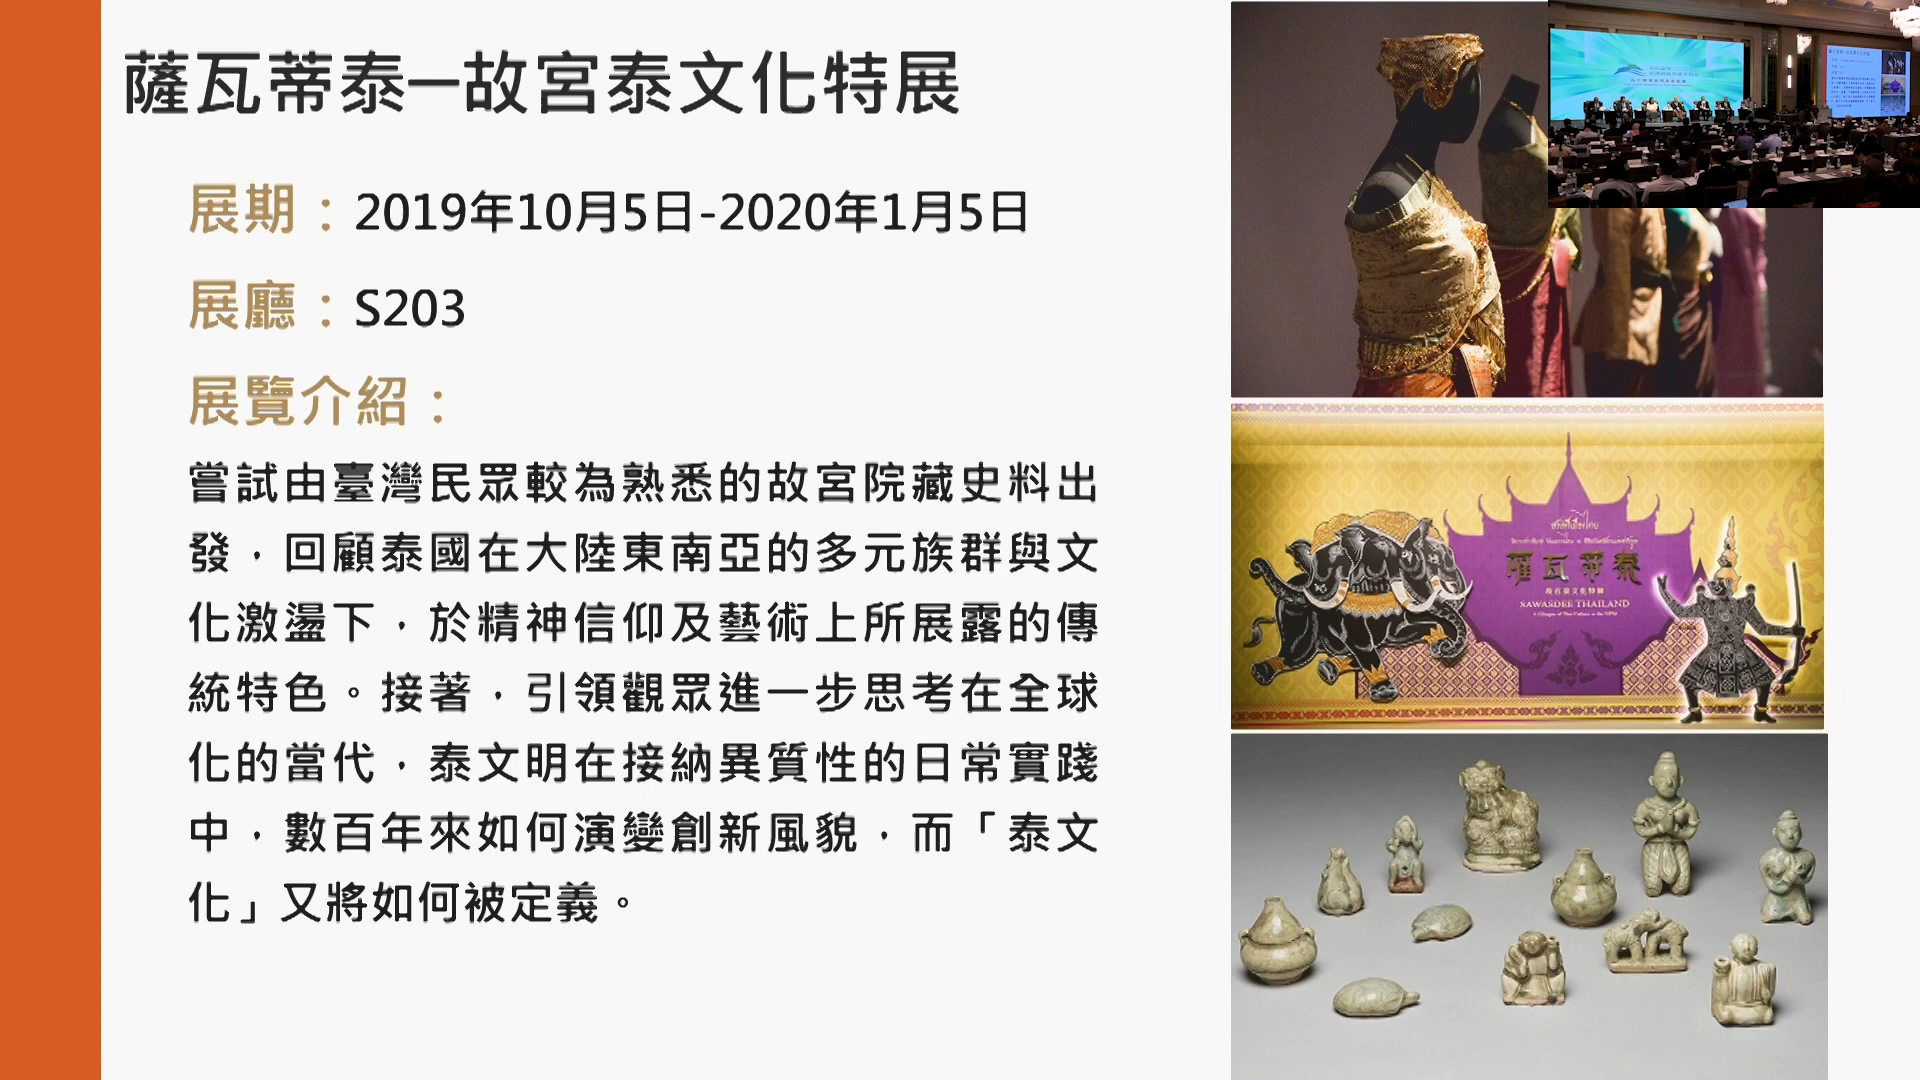 薩瓦蒂泰─故宮泰文化特展
展期：2019年10月5日-2020年1月5日
展廳：S203
展覽介紹：
嘗試由臺灣民眾較為熟悉的故宮院藏史料出
發，回顧泰國在大陸東南亞的多元族群與文
化激盪下，於精神信仰及藝術上所展露的傳
統特色。接著，引領觀眾進一步思考在全球
化的當代，泰文明在接納異質性的日常實踐
中，數百年來如何演變創新風貌，而「泰文
化」又將如何被定義。
薩瓦蒂泰
故宮泰文化特展
SAWASDEE THAILAND